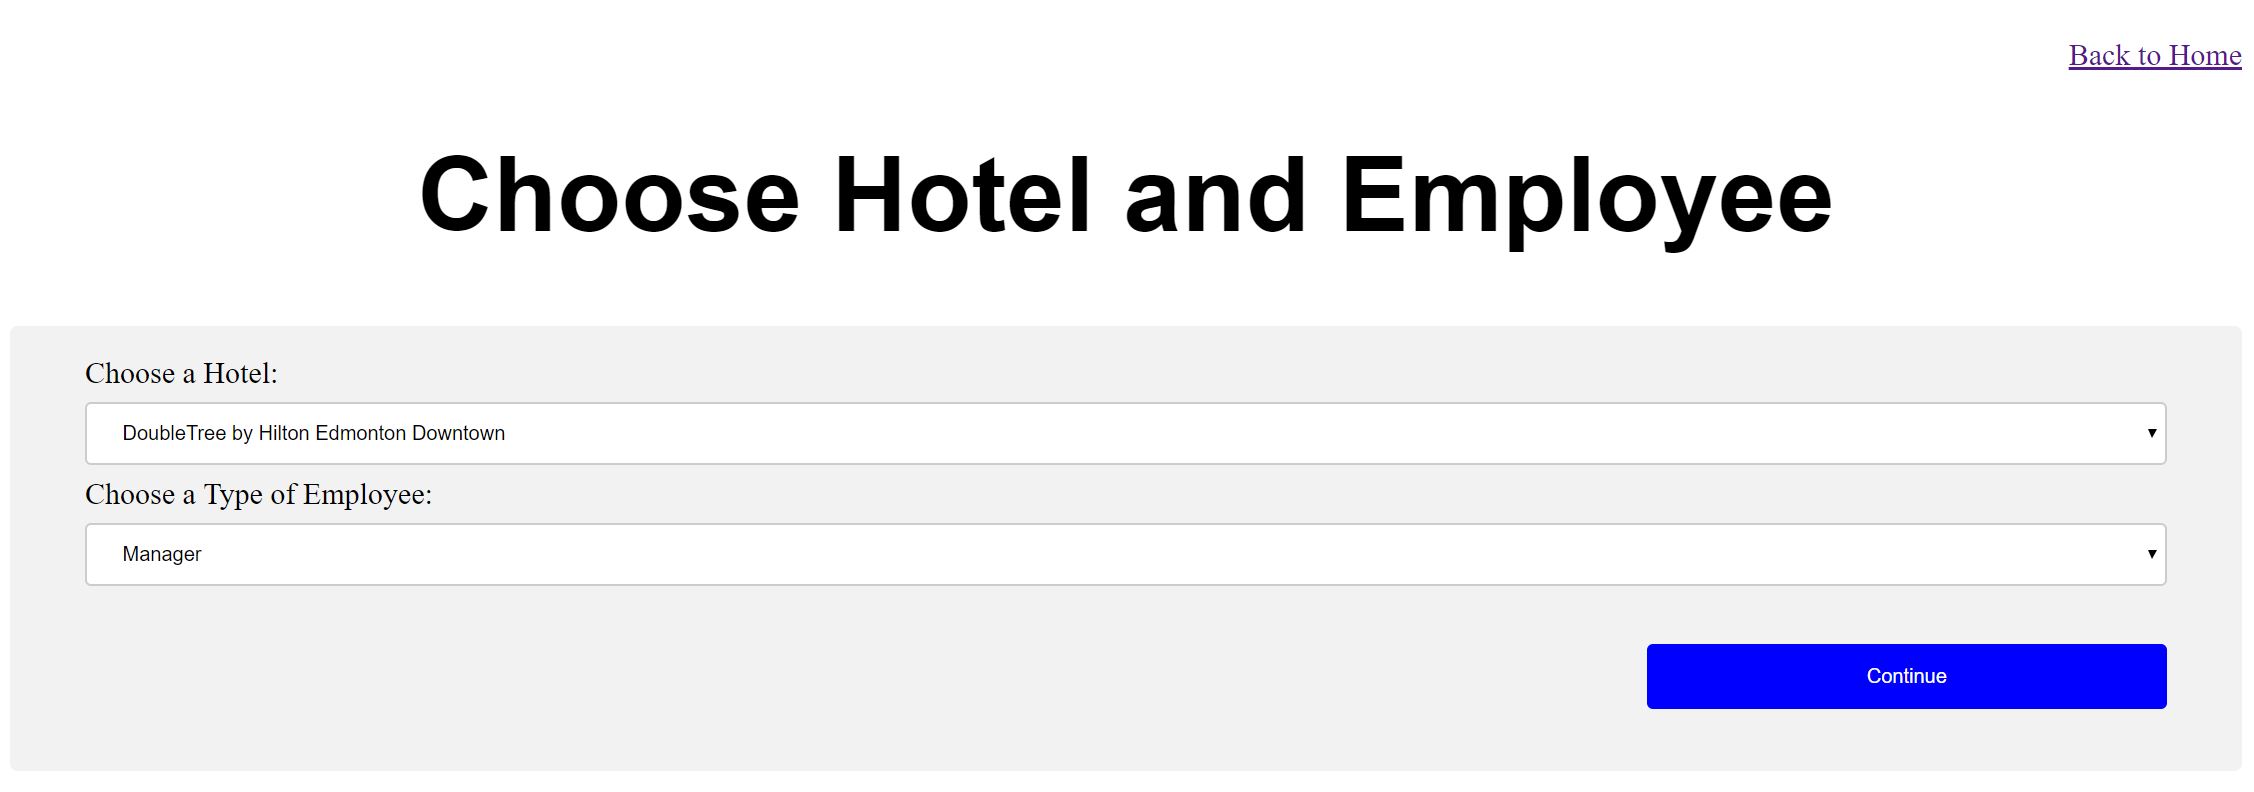 Back to Home
Choose Hotel and Employee
Choose a Hotel:
DoubleTree by Hilton Edmonton Downtown
Choose a Type of Employee:
Manager
Continue